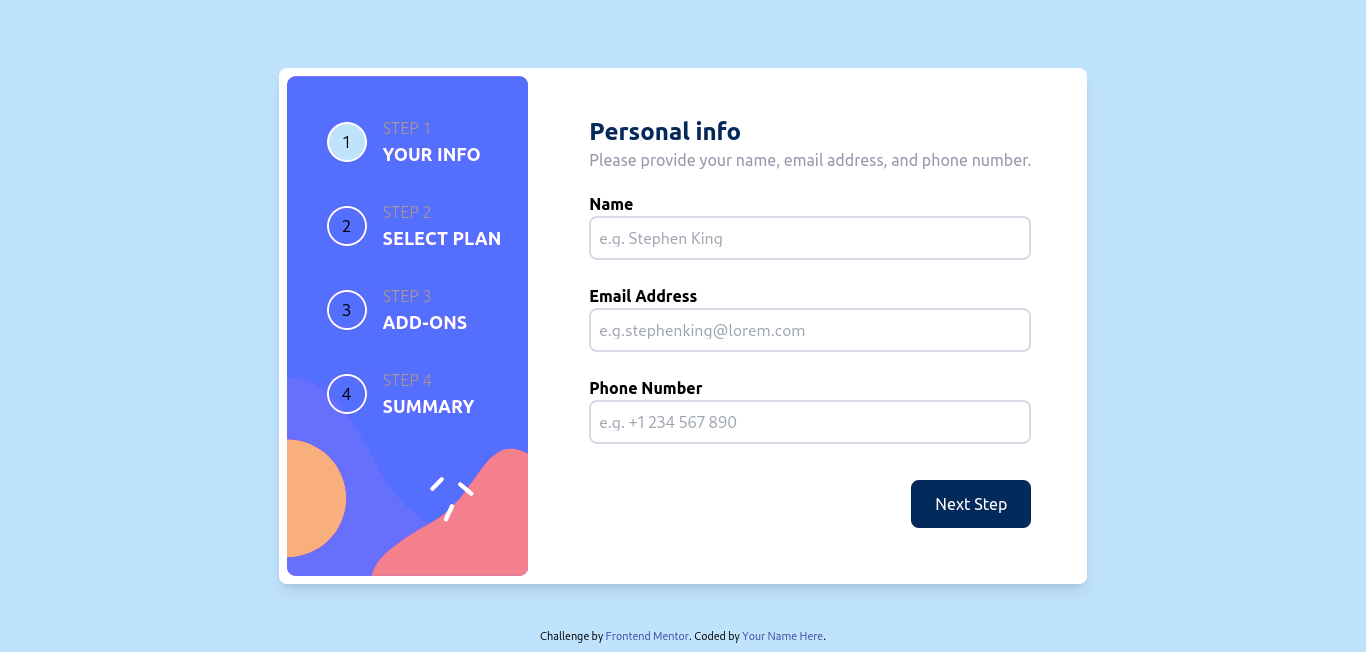 1
STEP 1
YOUR INFO
2
STEP 2
SELECT PLAN
3
STEP 3
ADD-ONS
4
STEP 4
SUMMARY
Personal info
Please provide your name, email address, and phone number.
Name
e.g. Stephen King
Email Address
e.g.stephenking@lorem.com
Phone Number
e.g. +1 234 567 890
Next Step
Challenge by Frontend Mentor. Coded by Your Name Here.